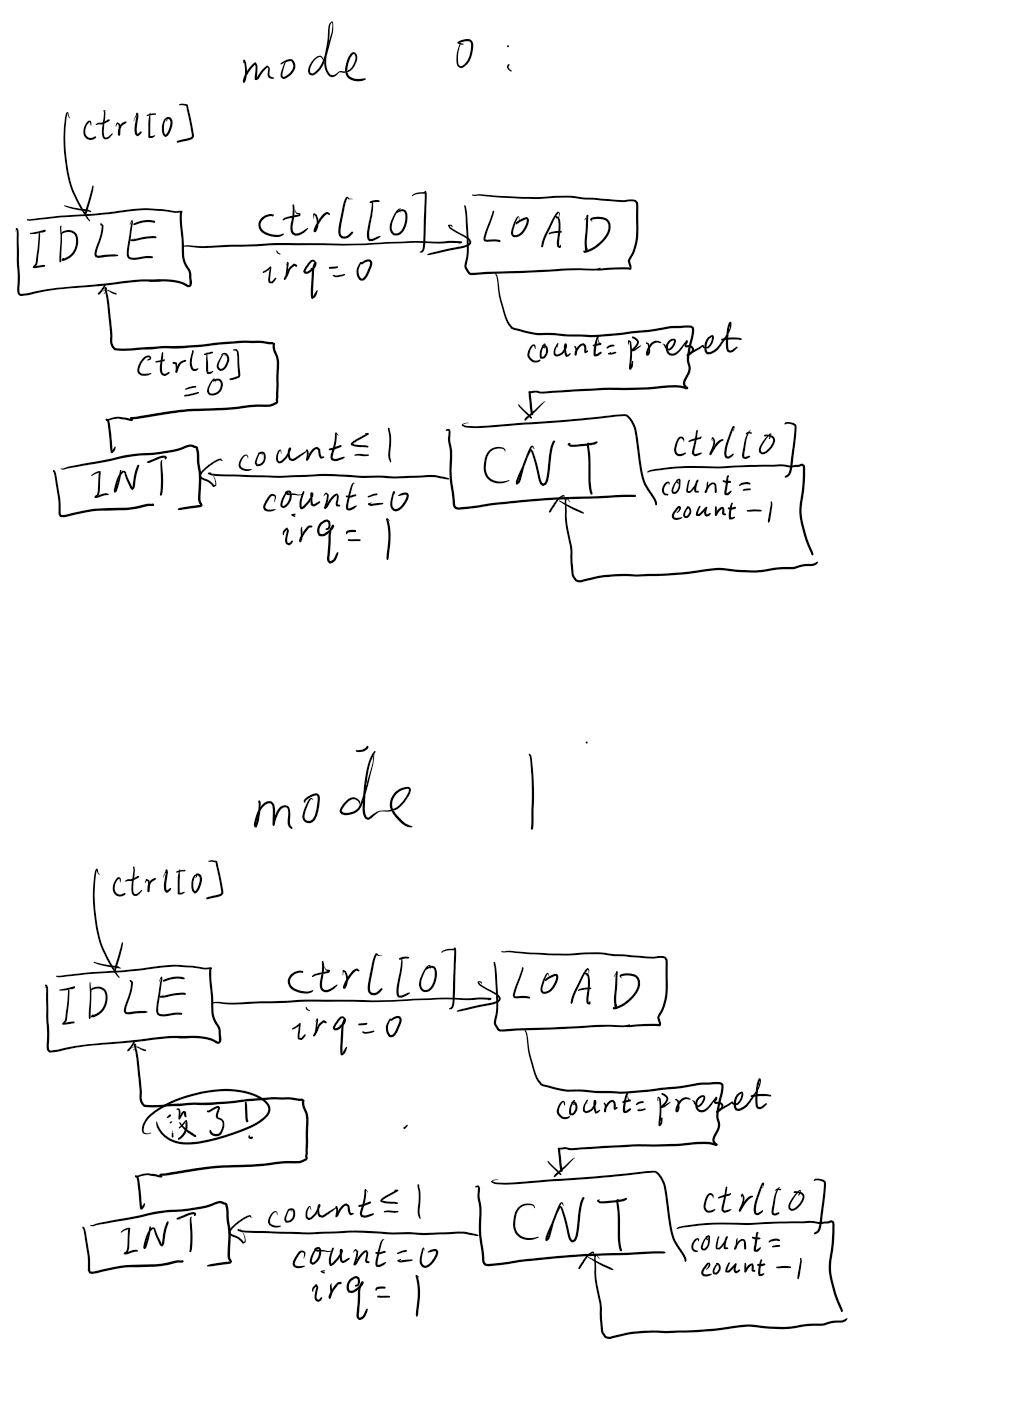 mode 0:
ctrl[0]
IDLE
ctrl[0]
irq=0
LOAD
count=preset
ctrl[0]
=0
INT
count≤1
count=0
irq=1
CNT
ctrl[0]
count=
count-1
mode 1
ctrl[0]
IDLE
ctrl[0]
irq=0
LOAD
count=preset
没了!
INT
count≤1
count=0
irq=1
CNT
ctrl[0]
count=
count-1